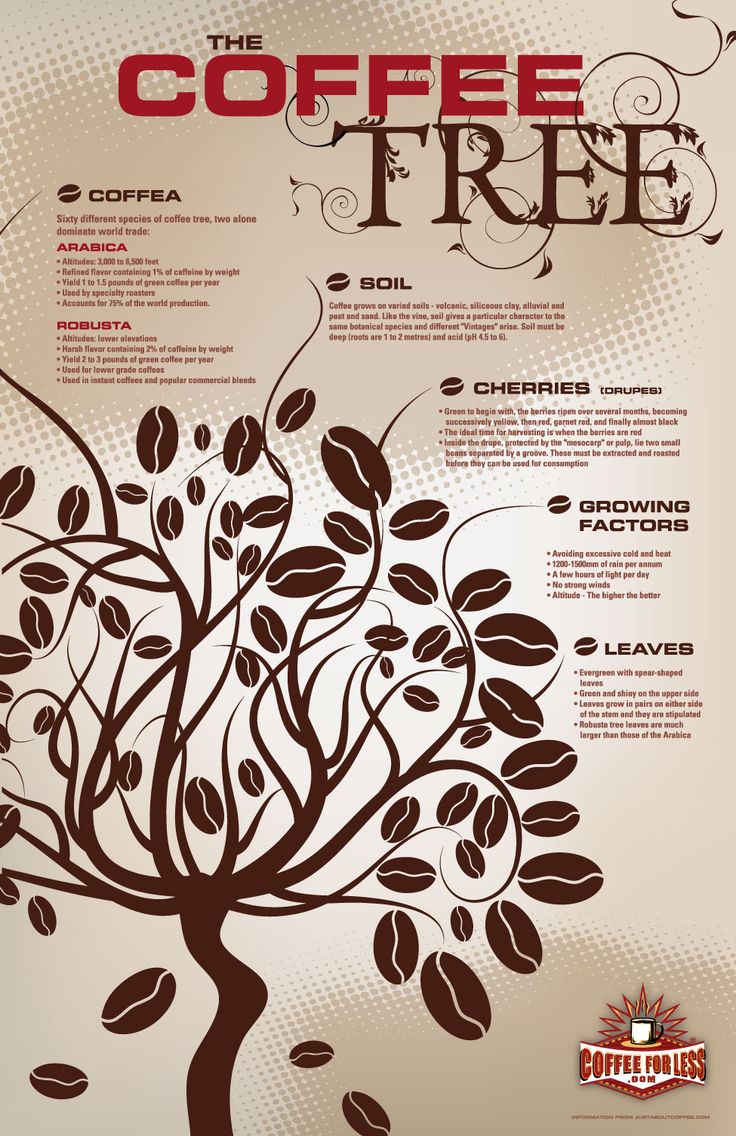 THE
COFFEE
TREE
COFFEA
Sixty different species of coffee tree, two alone
dominate world trade:
ARABICA
• Altitudes: 3,000 to 6,500 feet
• Refined flavor containing 1% of caffeine by weight
• Yield 1 to 1.5 pounds of green coffee per year
• Used by specialty roasters
• Accounts for 75% of the world production.
ROBUSTA
• Altitudes: lower elevations
• Harsh flavor containing 2% of caffeine by weight
• Yield 2 to 3 pounds of green coffee per year
• Used for lower grade coffees
• Used in instant coffees and popular commercial blends
SOIL
Coffee grows on varied soils - volcanic, siliceous clay, alluvial and
peat and sand. Like the vine, soil gives a particular character to the
same botanical species and different "Vintages" arise. Soil must be
deep (roots are 1 to 2 metres) and acid (pH 4.5 to 6).
CHERRIES (DRUPES)
• Green to begin with, the berries ripen over several months, becoming
successively yellow, then red, garnet red, and finally almost black
• The ideal time for harvesting is when the berries are red
• Inside the drupe, protected by the "mesocarp" or pulp, lie two small
beans separated by a groove. These must be extracted and roasted
before they can be used for consumption
GROWING
FACTORS
• Avoiding excessive cold and heat
• 1200-1500mm of rain per annum
• A few hours of light per day
• No strong winds
• Altitude - The higher the better
LEAVES
• Evergreen with spear-shaped
leaves
• Green and shiny on the upper side
• Leaves grow in pairs on either side
of the stem and they are stipulated
• Robusta tree leaves are much
larger than those of the Arabica
COFFEE FOR LESS
.COM
®
INFORMATION FROM JUSTABOUTCOFFEE.COM